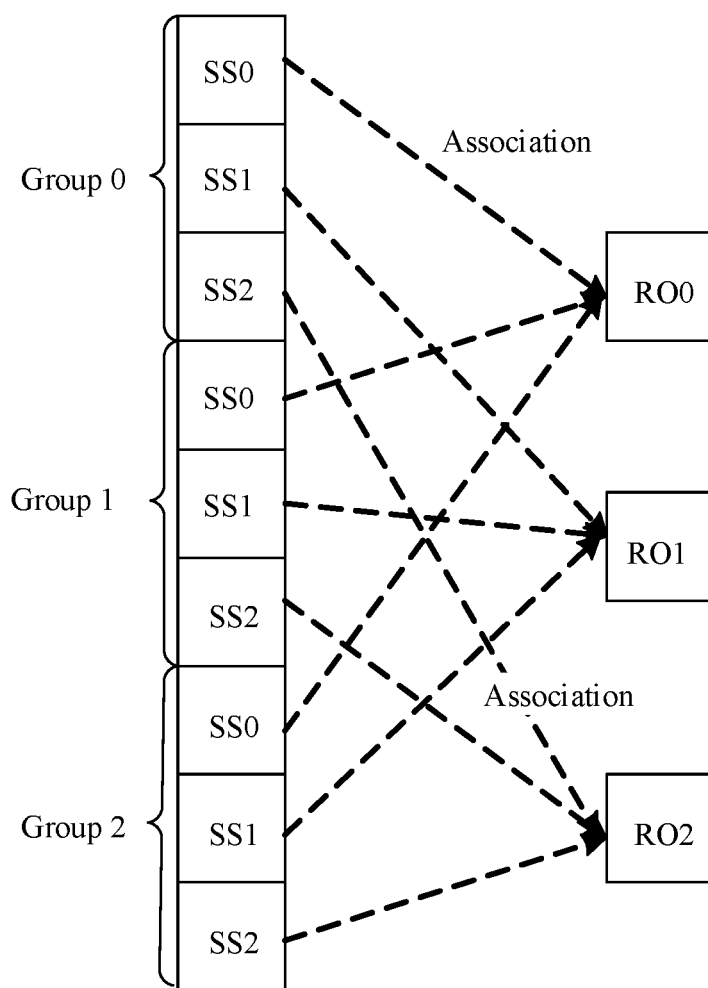 SS0
Association
Group 0
SS1
SS2
RO0
SS0
Group 1
SS1
RO1
SS2
Association
SS0
Group 2
SS1
RO2
SS2